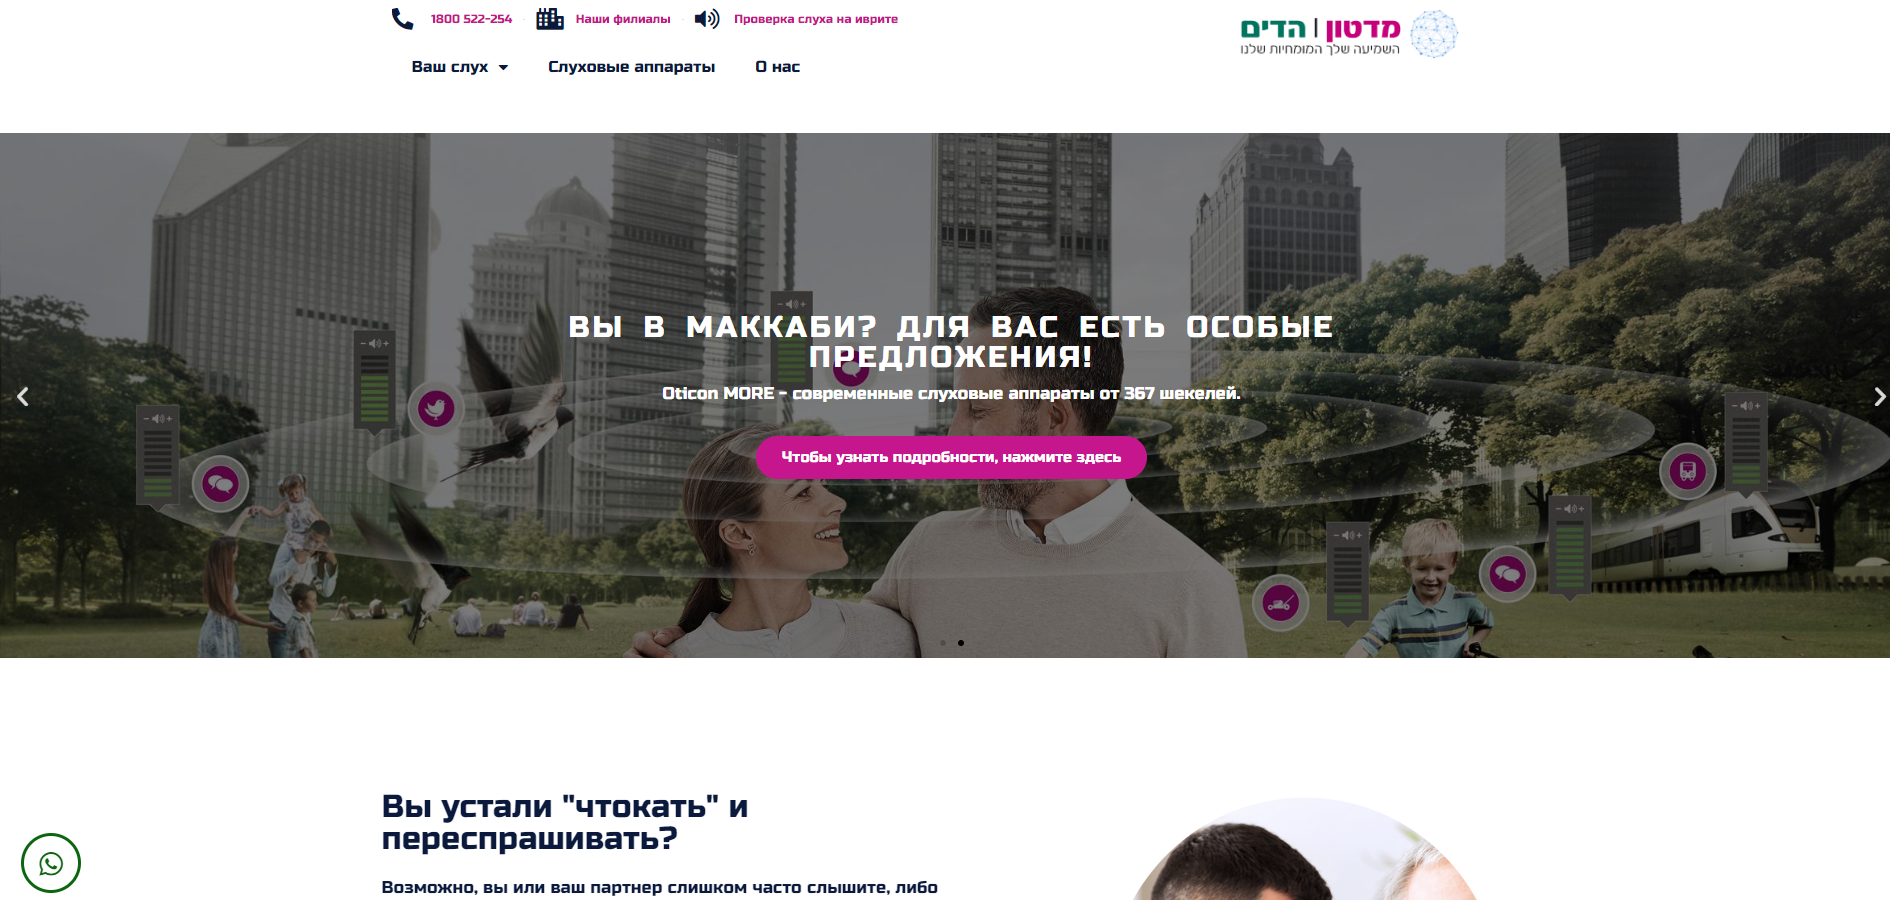 1800 522-254
Наши филиалы
Проверка слуха на иврите
מדטון | הדים
השמיעה שלך המומחיות שלנו
Ваш слух
Слуховые аппараты
О нас
ВЫ В МАККАБИ? ДЛЯ ВАС ЕСТЬ ОСОБЫЕ
ПРЕДЛОЖЕНИЯ!
Oticon MORE - современные слуховые аппараты от 367 шекелей.
Чтобы узнать подробности, нажмите здесь
Вы устали "чтокать" и
переспрашивать?
Возможно, вы или ваш партнер слишком часто слышите, либо